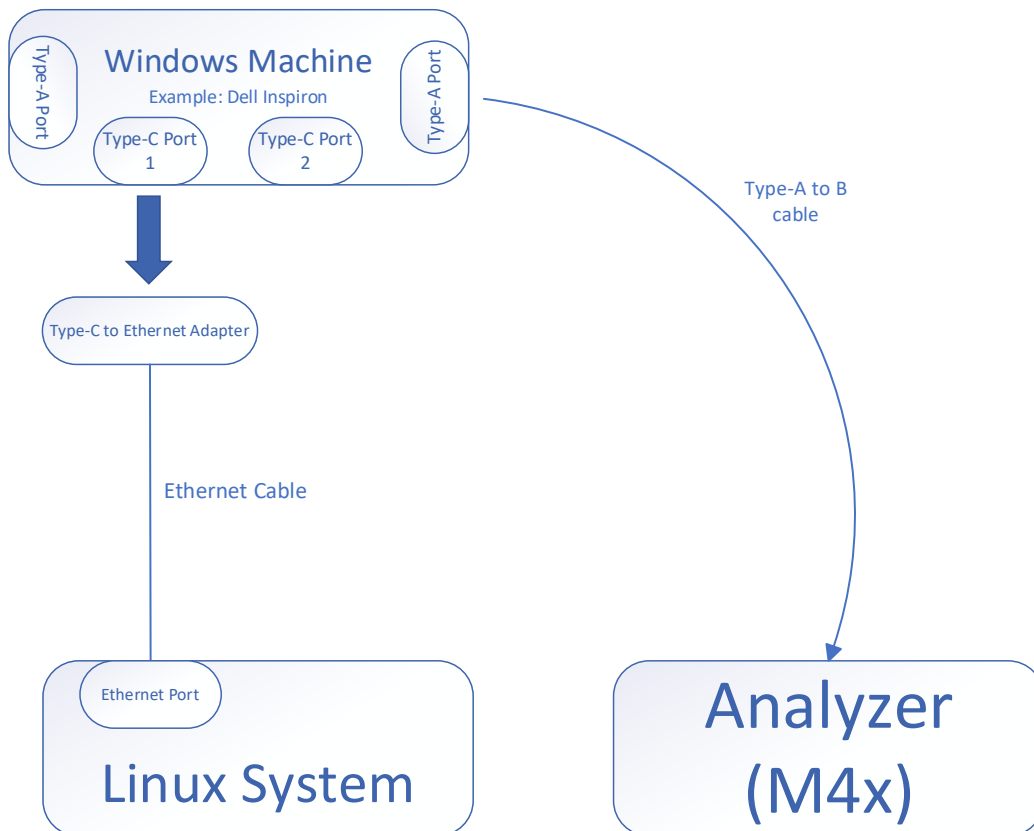 Windows Machine
Example: Dell Inspiron
Type-A Port
Type-A Port
Type-C Port
1
Type-C Port
2
Type-A to B
cable
Type-C to Ethernet Adapter
Ethernet Cable
Ethernet Port
Linux System
Analyzer
(M4x)